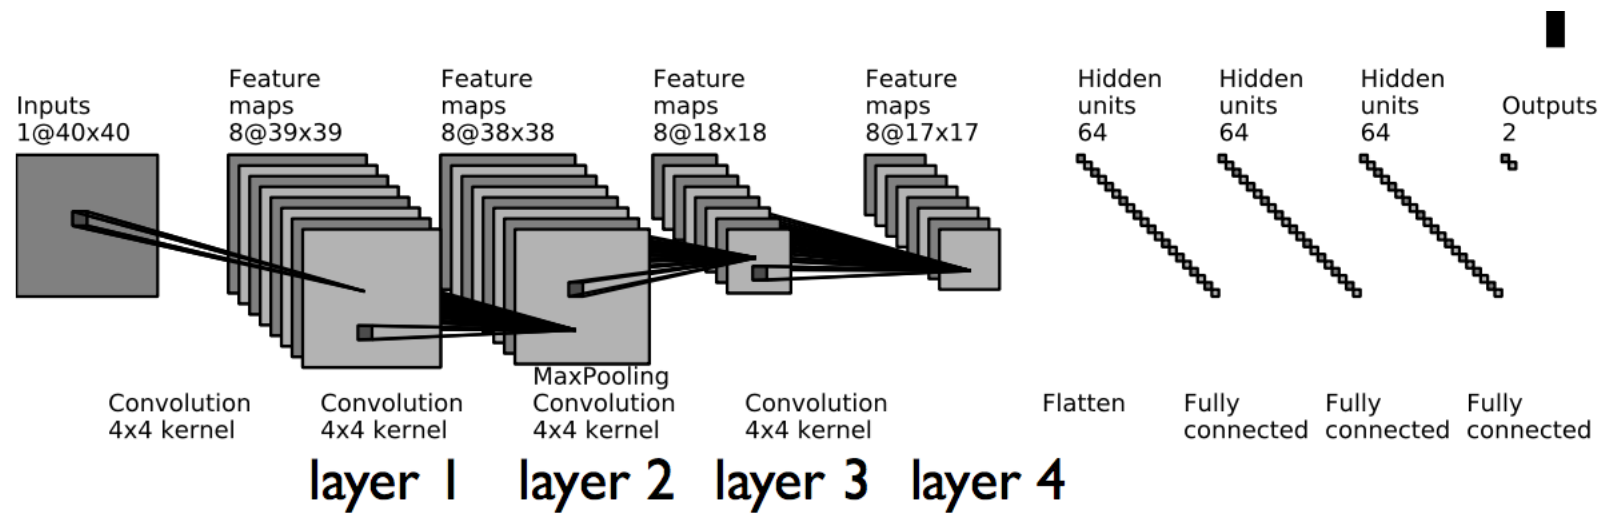 Inputs
1@40x40
Feature
maps
8@39x39
Feature
maps
8@38x38
Feature
maps
8@18x18
Feature
maps
8@17x17
Hidden
units
64
Hidden
units
64
Hidden
units
64
Outputs
2
Convolution
4x4 kernel
Convolution
4x4 kernel
MaxPooling
Convolution
4x4 kernel
Convolution
4x4 kernel
Flatten
Fully
connected
Fully
connected
Fully
connected
layer 1
layer 2
layer 3
layer 4